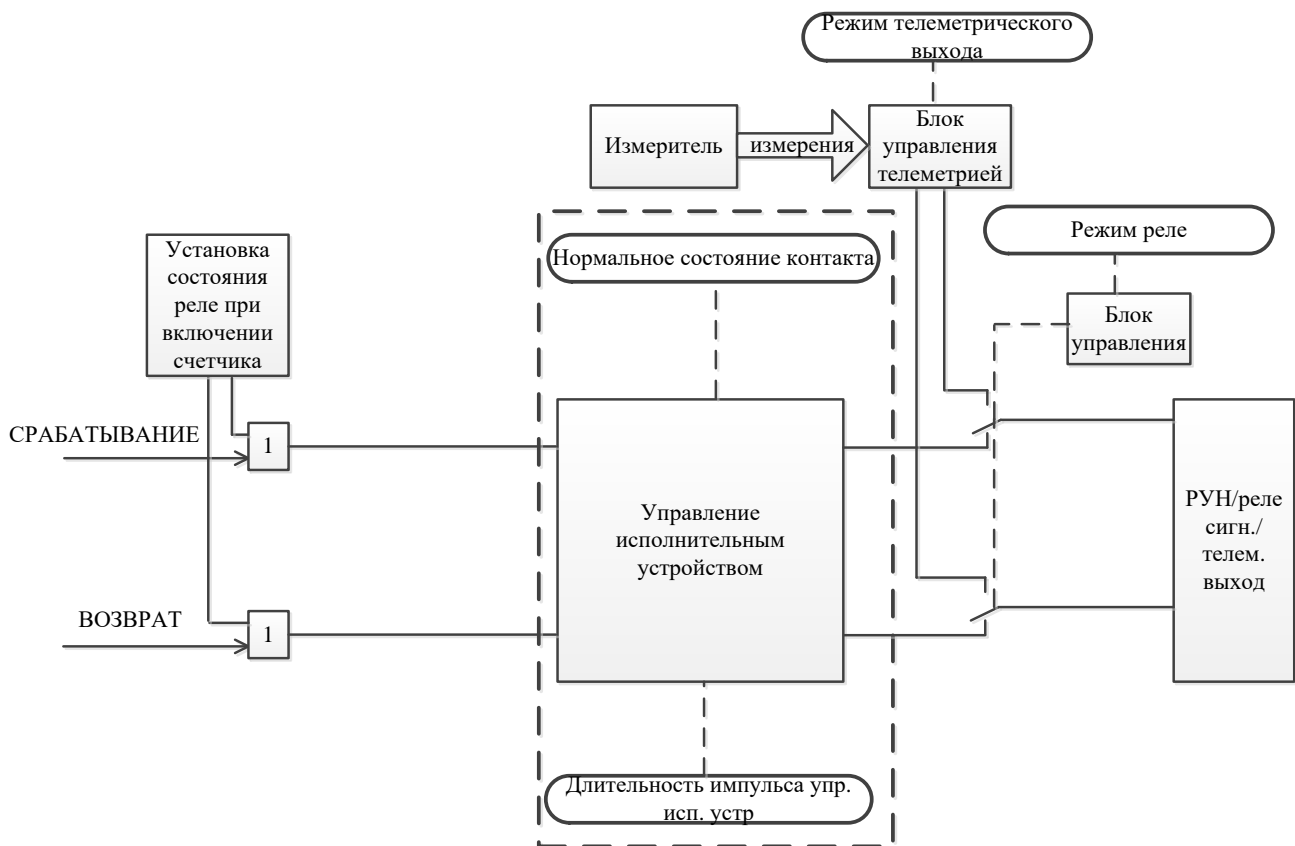 Режим телеметрического
выхода
Измеритель
измерения
Блок
управления
телеметрией
Режим реле
Установка
состояния
реле при
включении
счетчика
Нормальное состояние контакта
Блок
управления
СРАБАТЫВАНИЕ
1
Управление
исполнительным
устройством
РУН/реле
сигн./
телем.
выход
ВОЗВРАТ
1
Длительность импульса упр.
исп. устр